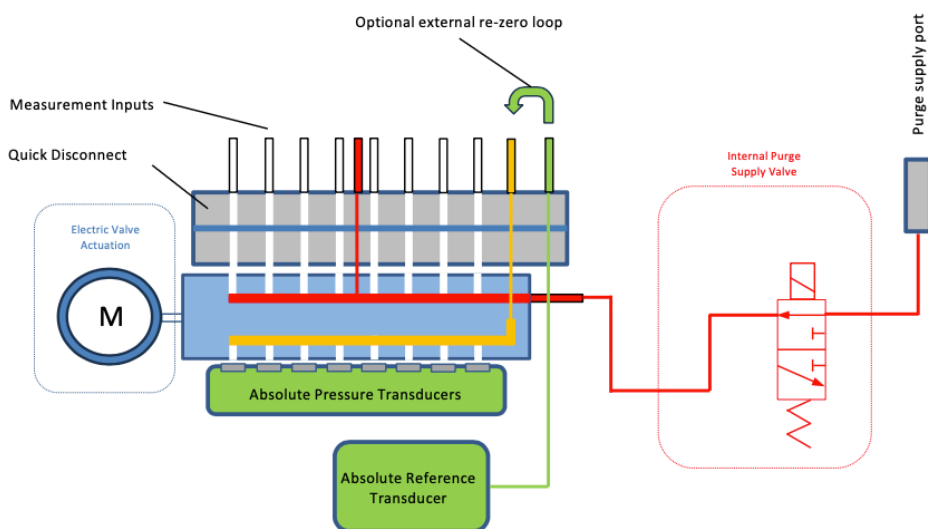 Optional external re-zero loop
Purge supply port
Measurement Inputs
Quick Disconnect
Internal Purge
Supply Valve
Electric Valve
Actuation
M
Absolute Pressure Transducers
Absolute Reference
Transducer